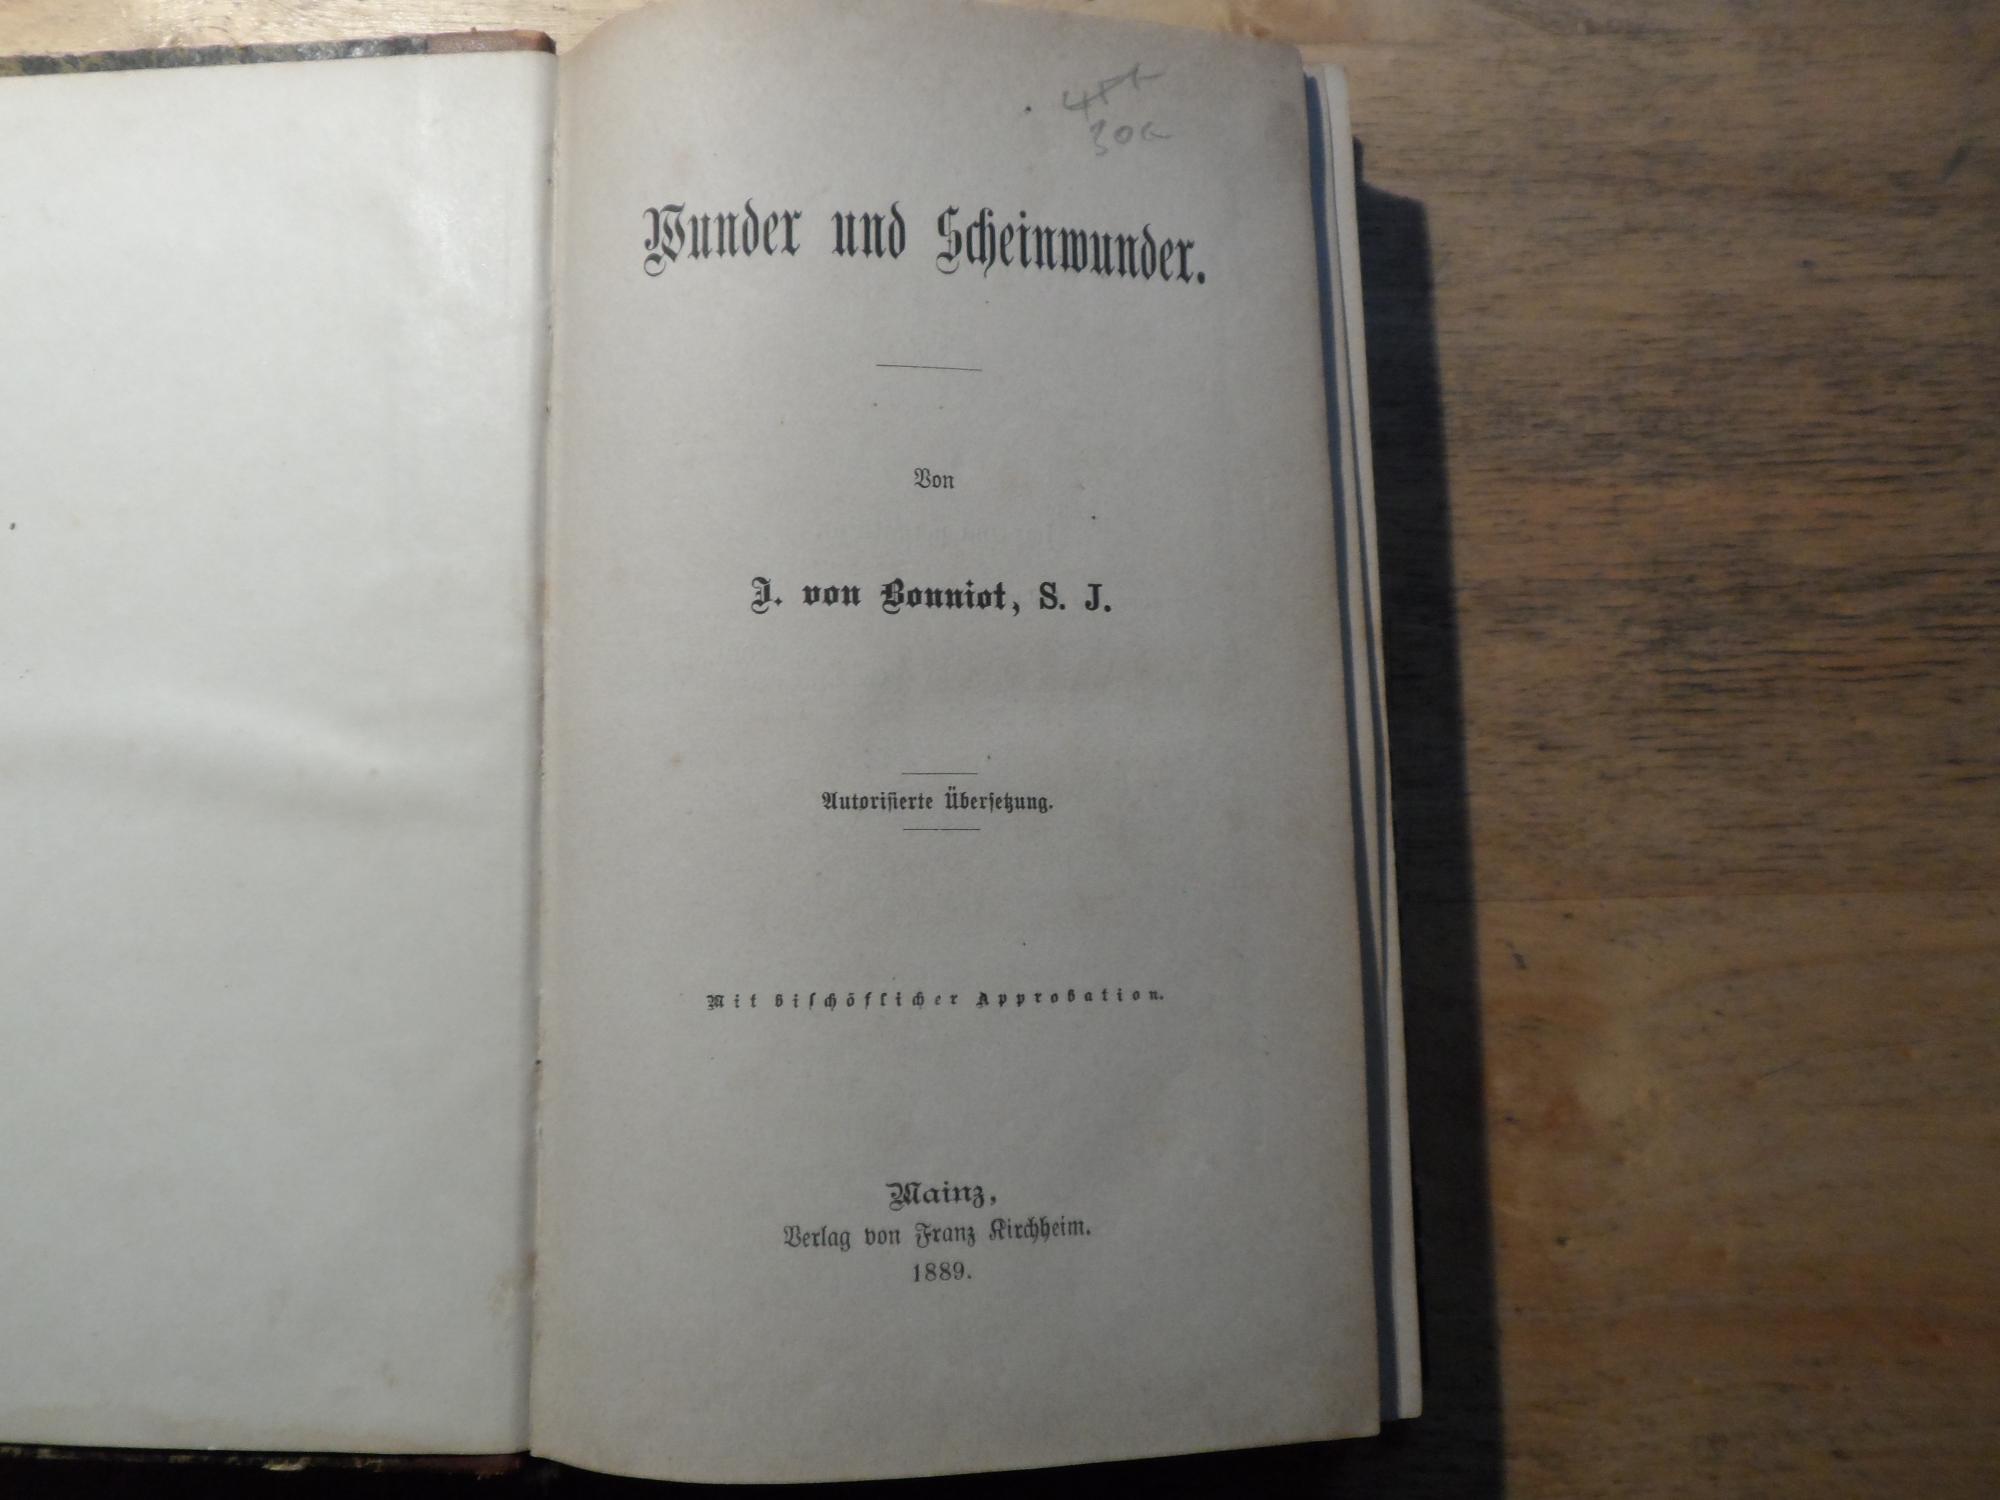 Wunder und Scheinwunder.
Von
J. von Bonniot, S. J.
Autorisierte Übersetzung.
Mit bischöflicher Approbation.
Mainz,
Verlag von Franz Kirchheim.
1889.